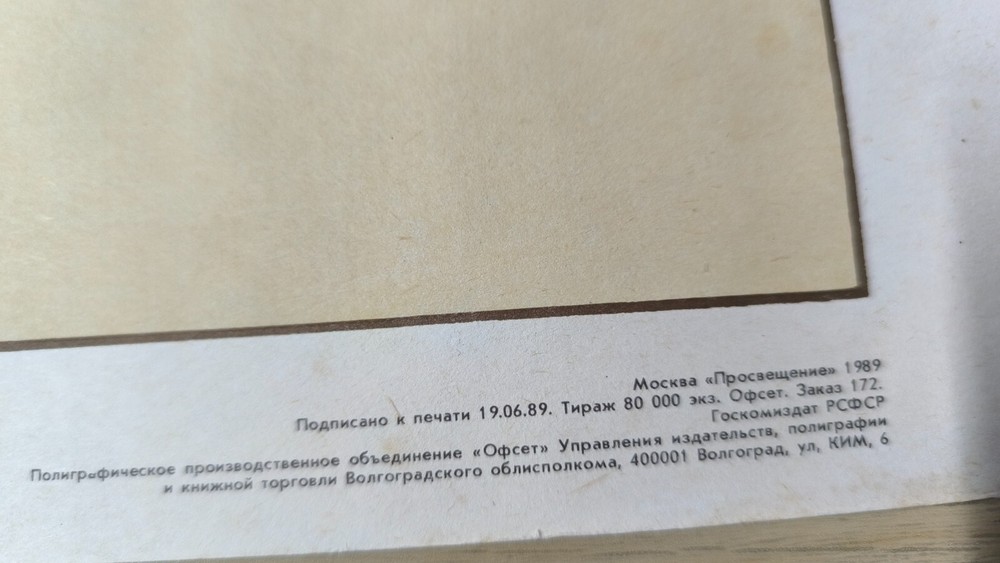 Москва «Просвещение» 1989
Подписано к печати 19.06.89. Тираж 80 000 экз. Офсет. Заказ 172.
Госкомиздат РСФСР
Полиграфическое производственное объединение «Офсет» Управления издательств, полиграфии
и книжной торговли Волгоградского облисполкома, 400001 Волгоград, ул, КИМ, 6